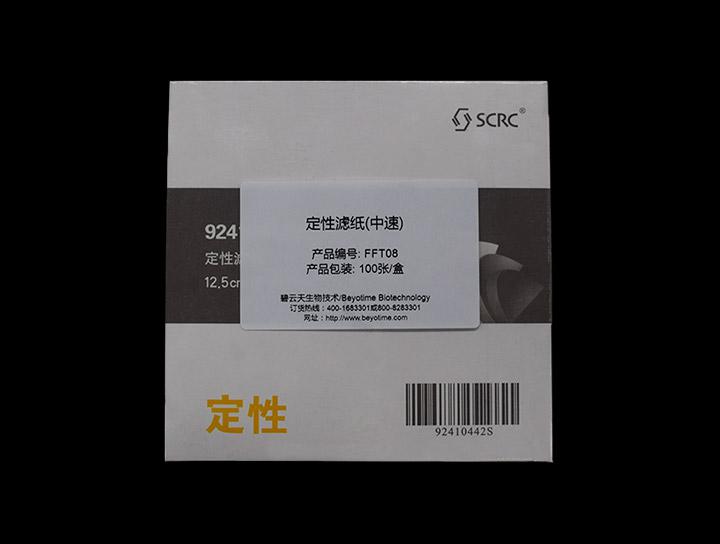 SCRC®
定性滤纸(中速)
产品编号: FFT08
产品包装: 100张/盒
碧云天生物技术/Beyotime Biotechnology
订货热线：400-1683301或800-8283301
网址：http://www.beyotime.com
924
定性滤
12.5cm
定性
92410442S